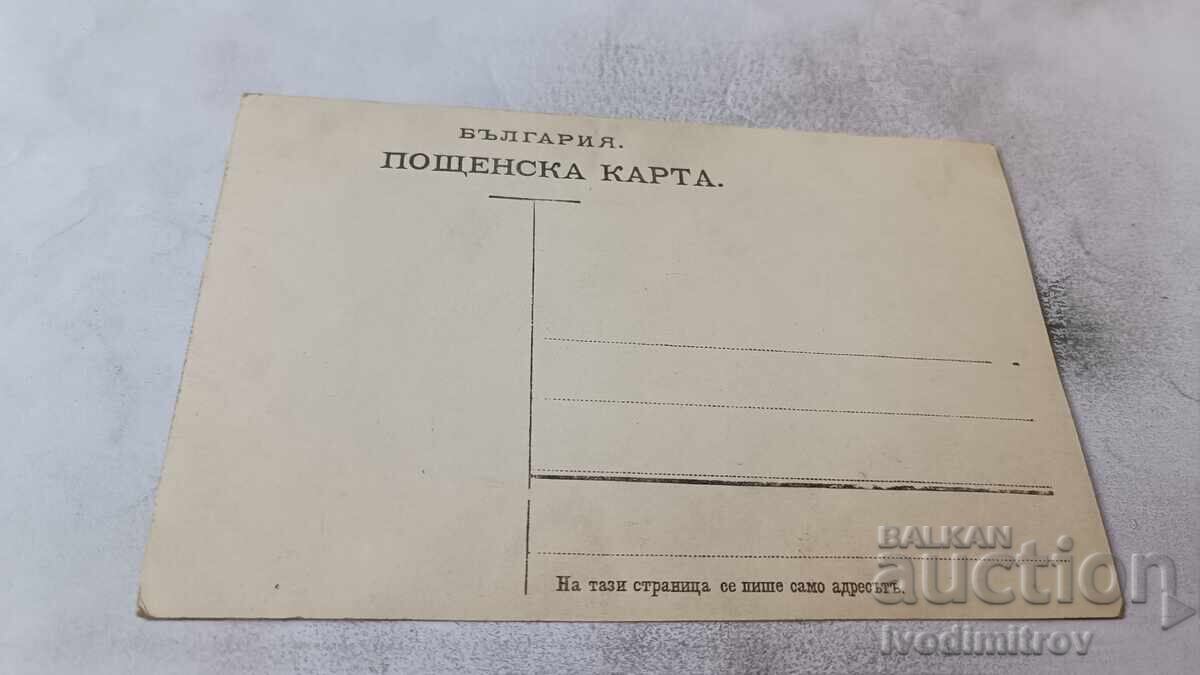 БЪЛГАРИЯ.
ПОЩЕНСКА КАРТА.
На тази страница се пише само адресътъ.
BALKAN
auction
Ivodimitrov